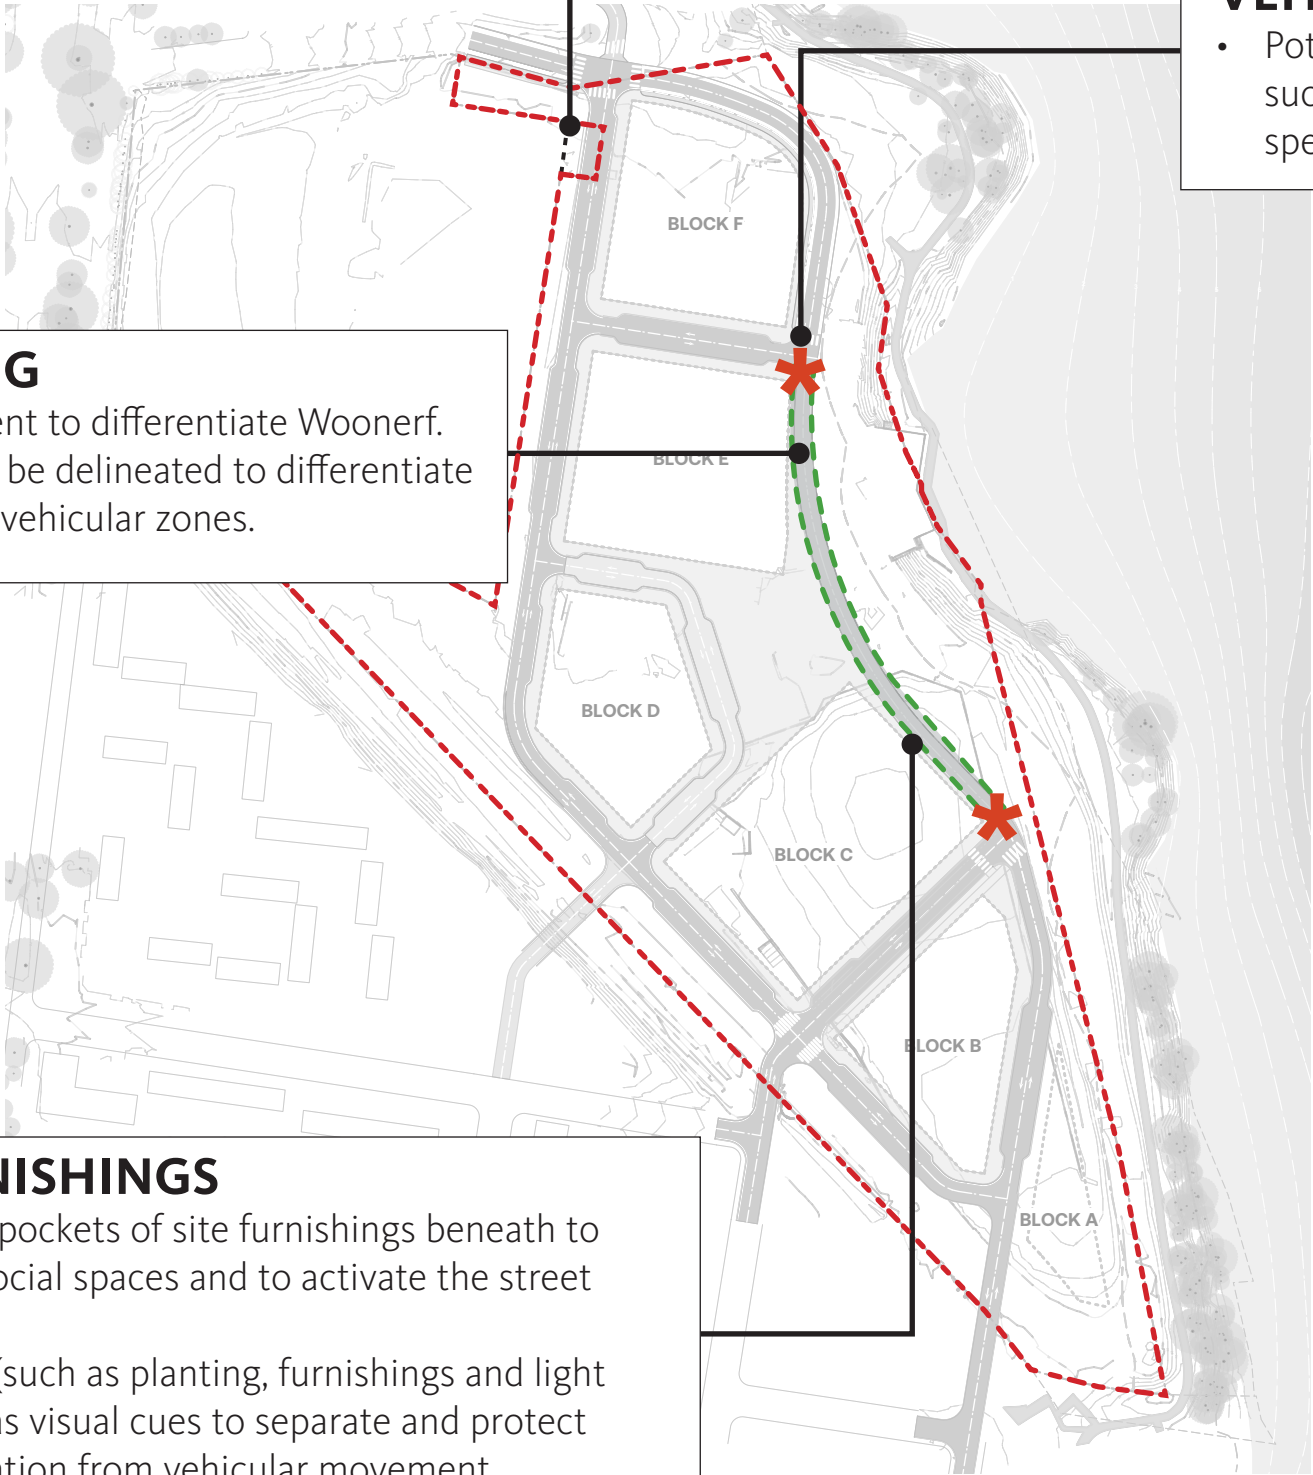 • Pot
suc
spe
BLOCK F
G
ent to differentiate Woonerf.
be delineated to differentiate
vehicular zones.
BLOCK E
BLOCK D
BLOCK C
BLOCK B
BLOCK A
NISHINGS
pockets of site furnishings beneath to
ocial spaces and to activate the street
(such as planting, furnishings and light
as visual cues to separate and protect
ation from vehicular movement